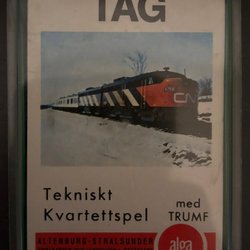 TÅG
CN
Tekniskt
Kvartettspel
med
TRUMF
ALTENBURG-STRALSUNDER
alga